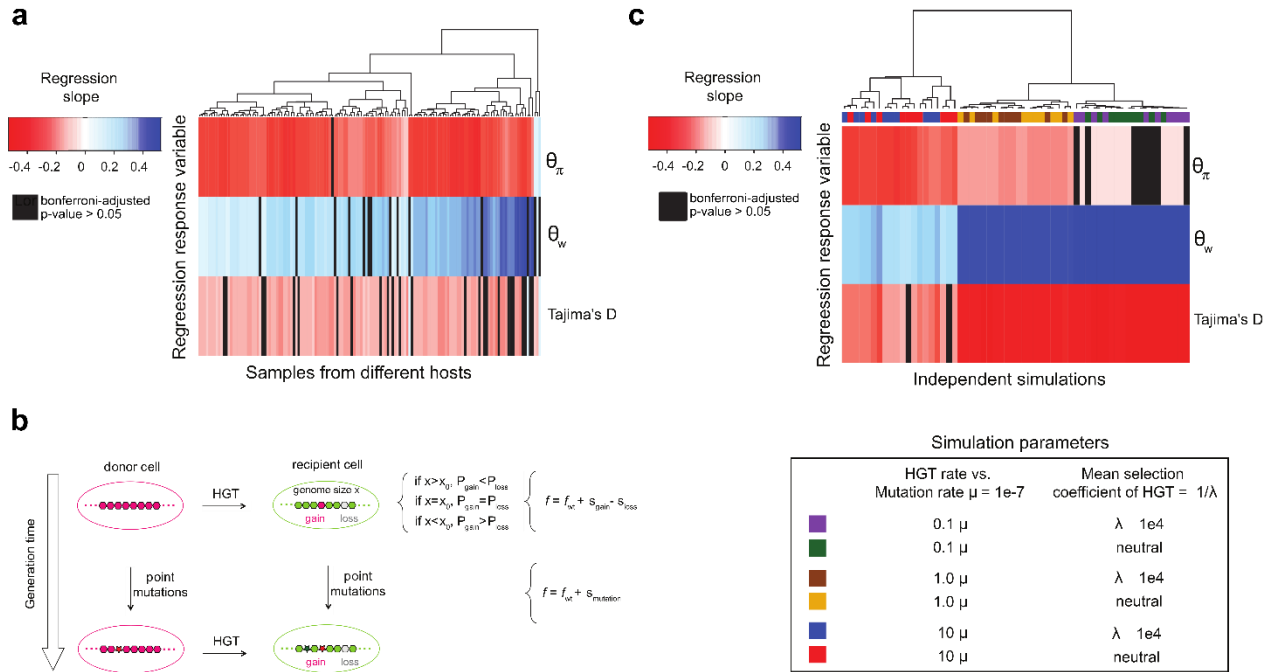 a
Regression
slope
-0.4 -0.2 0 0.2 0.4
bonferroni-adjusted
p-value > 0.05
Regreession response variable
θπ
θw
Tajima's D
Samples from different hosts
b
Generation time
donor cell
HGT
recipient cell
genome size x
gain loss
if x>x0, Pgain<Ploss
if x=x0, Pgain=Ploss
if x<x0, Pgain>Ploss
f = fwt + sgain- sloss
point
mutations
point
mutations
f = fwt + smutation
HGT
gain loss
c
Regression
slope
-0.4 -0.2 0 0.2 0.4
bonferroni-adjusted
p-value > 0.05
Regreession response variable
θπ
θw
Tajima's D
Independent simulations
Simulation parameters
HGT rate vs. Mean selection
Mutation rate μ = 1e-7 coefficient of HGT = 1/λ
0.1 μ λ 1e4
0.1 μ neutral
1.0 μ λ 1e4
1.0 μ neutral
10 μ λ 1e4
10 μ neutral